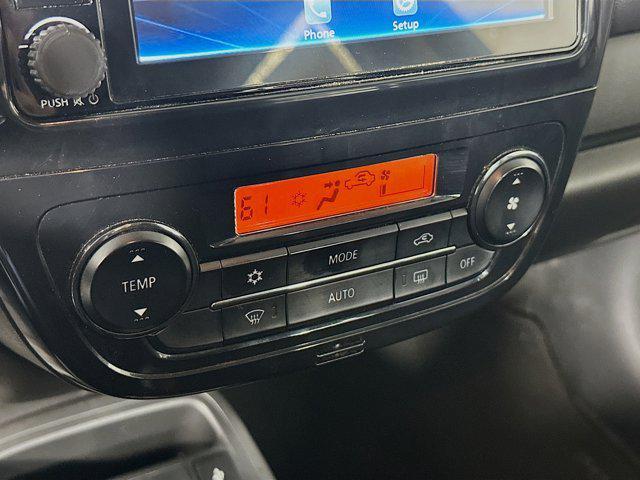 Phone
Setup
PUSH
61
TEMP
MODE
AUTO
OFF